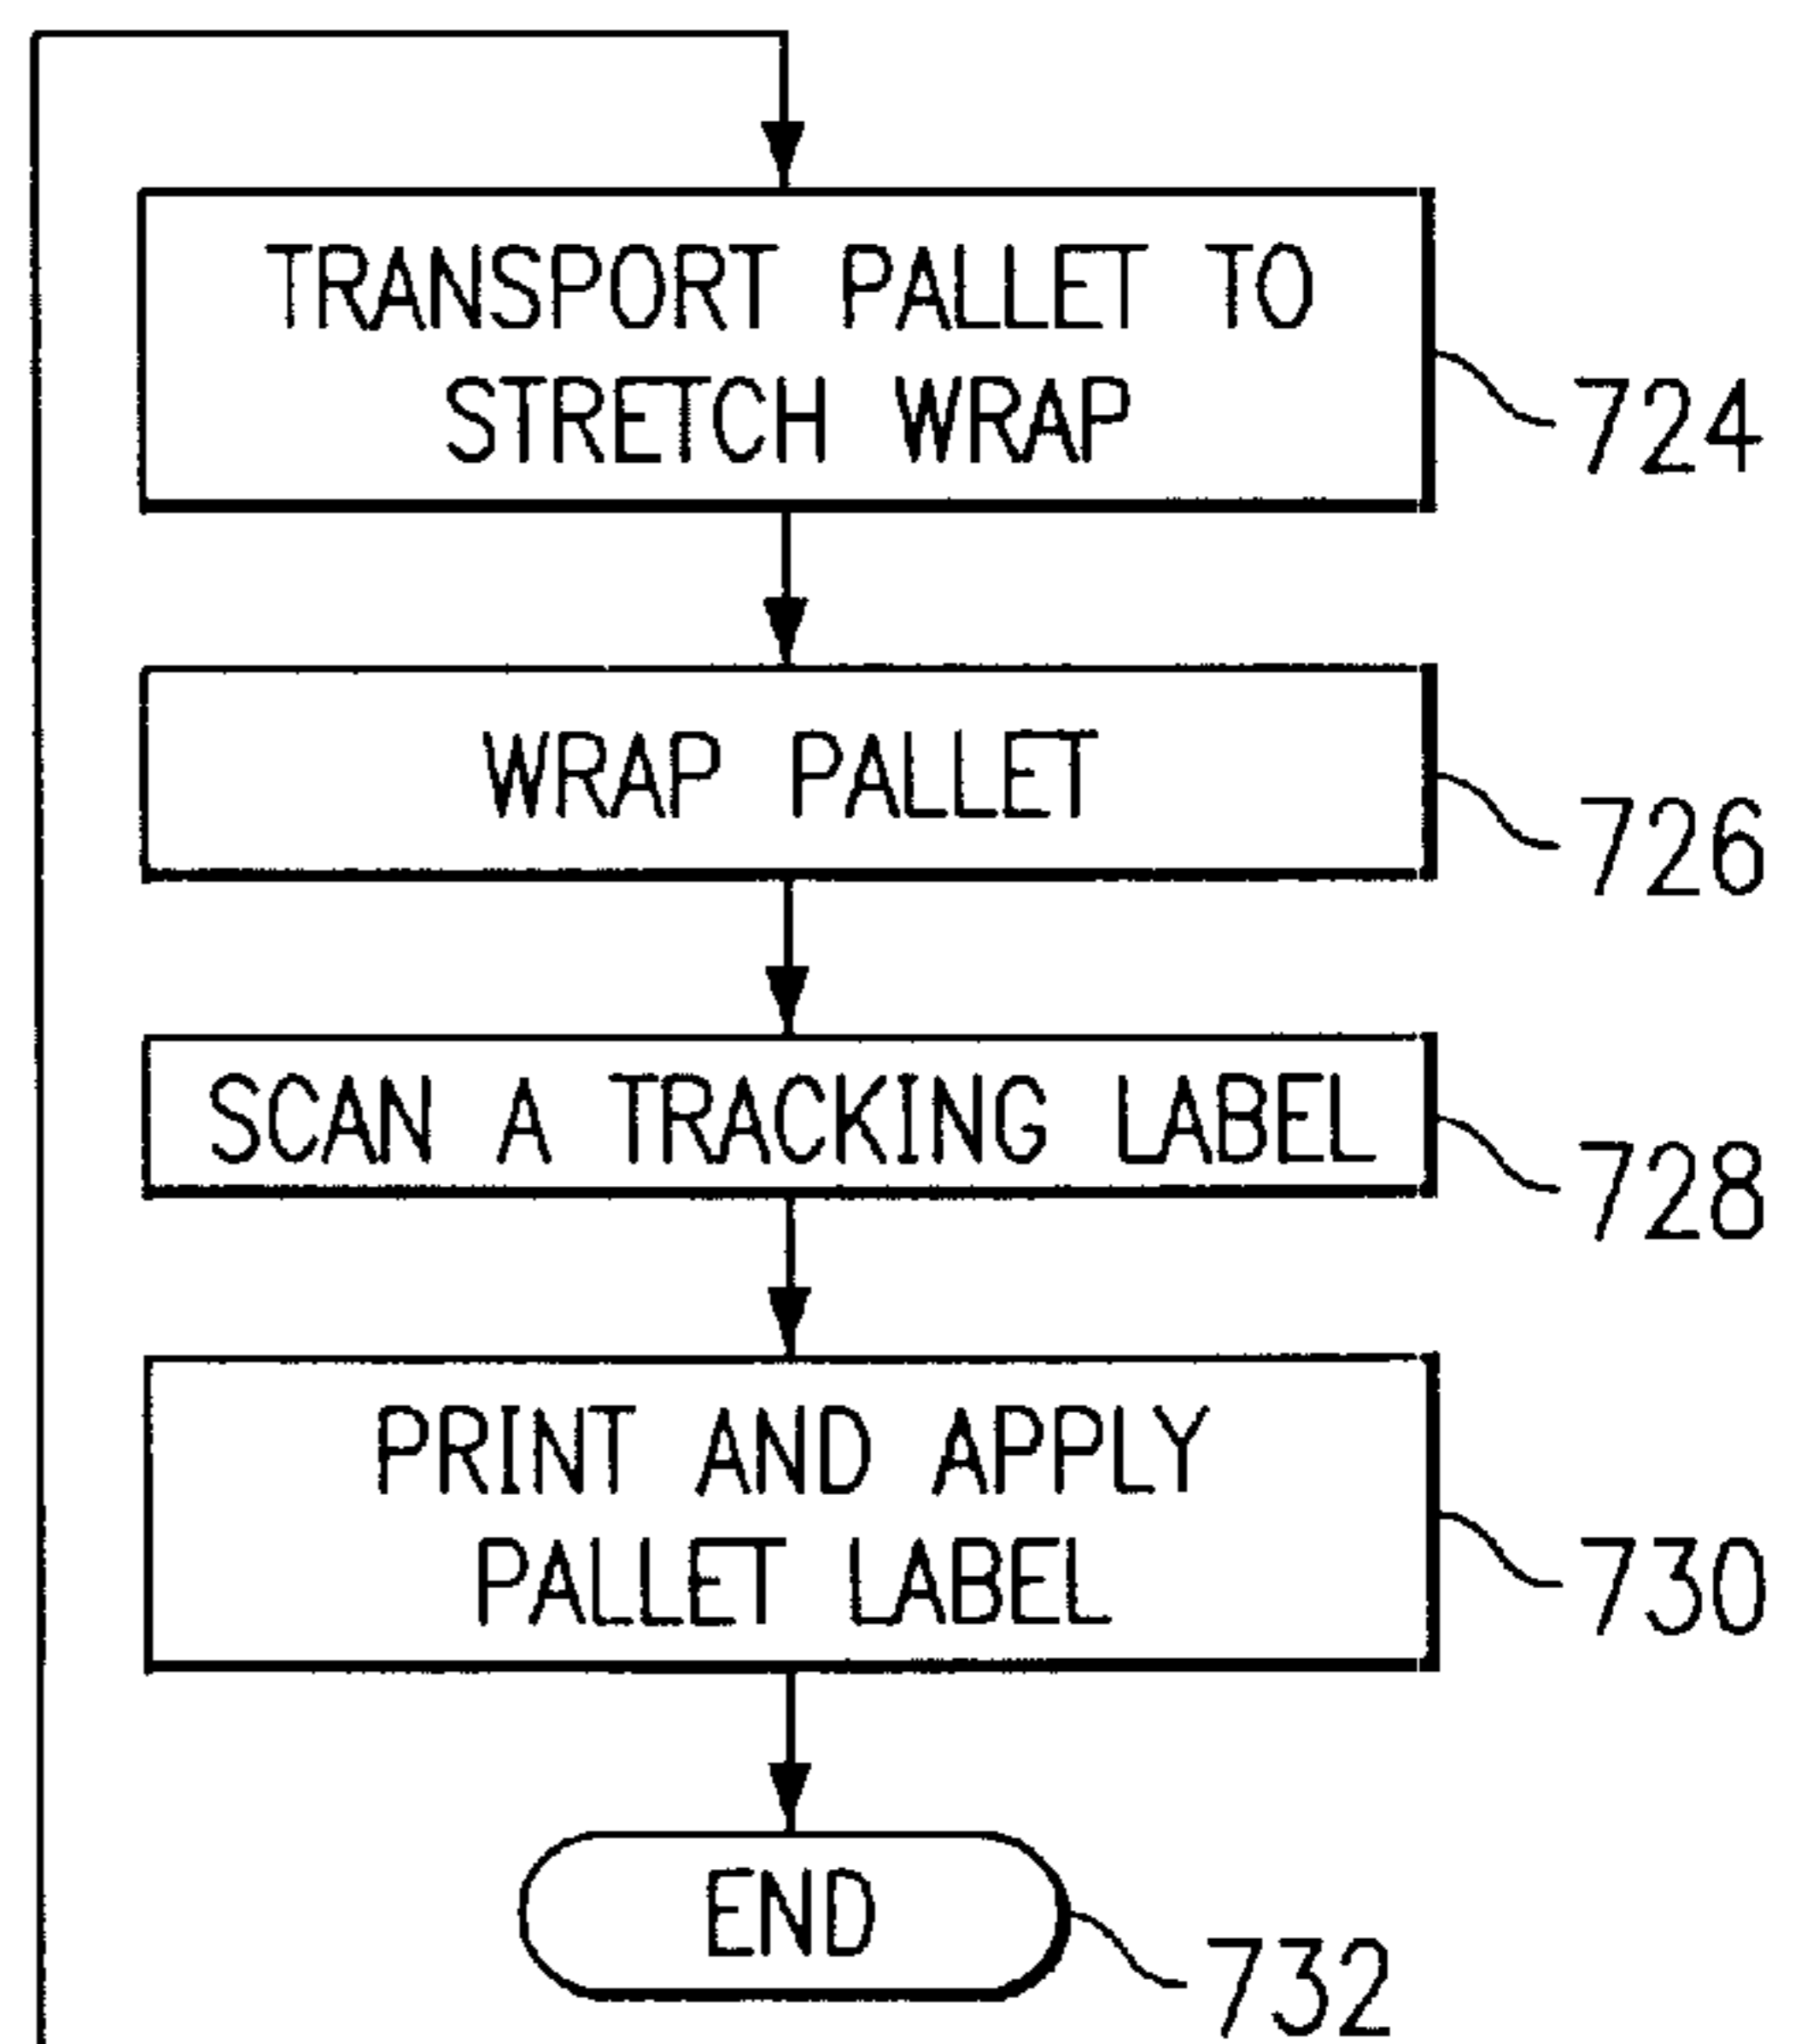 TRANSPORT PALLET TO
STRETCH WRAP
724
WRAP PALLET
726
SCAN A TRACKING LABEL
728
PRINT AND APPLY
PALLET LABEL
730
END
732